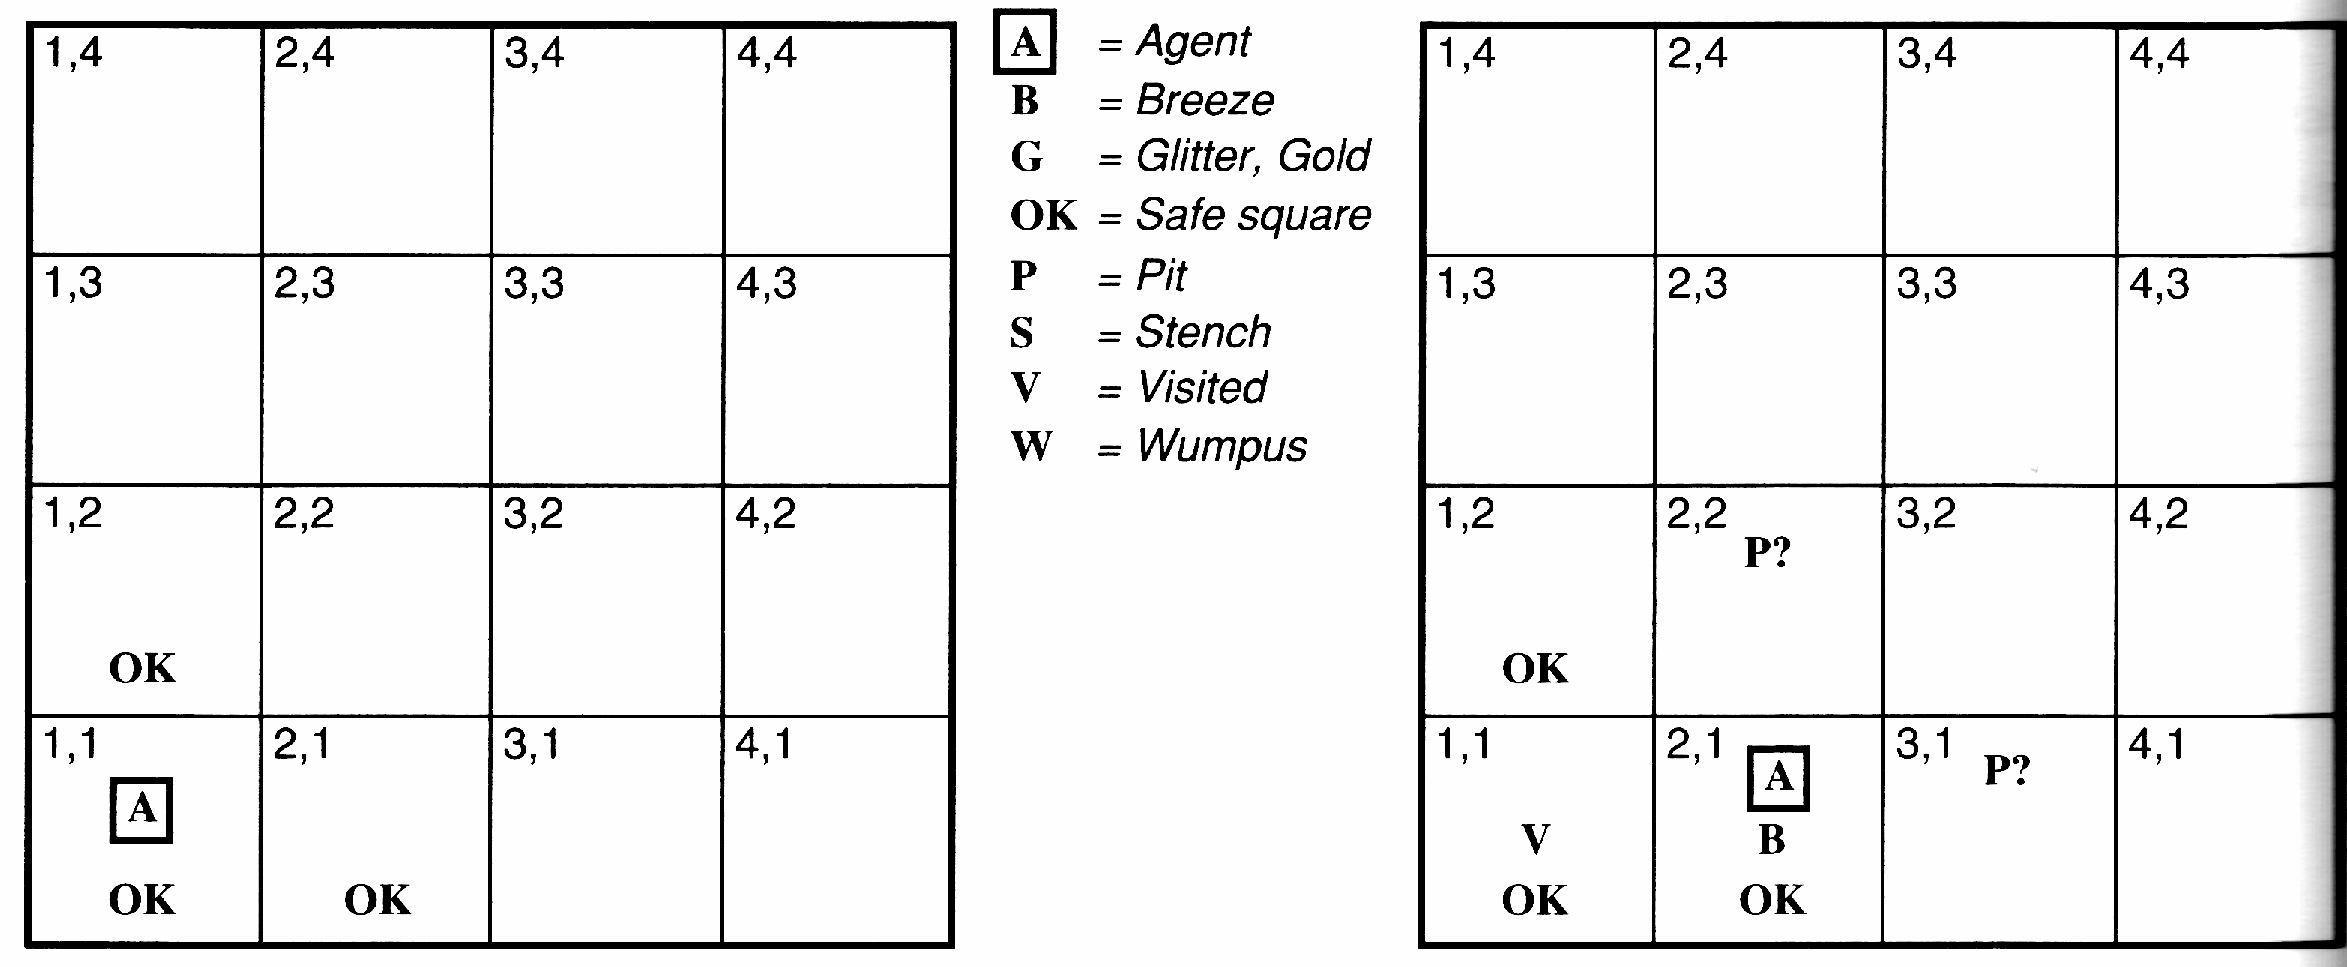 1,4 2,4 3,4 4,4
OK
1,3 2,3 3,3 4,3
1,2 2,2 3,2 4,2
OK
1,1 2,1 3,1 4,1
A
OK OK
A = Agent
B = Breeze
G = Glitter, Gold
OK = Safe square
P = Pit
S = Stench
V = Visited
W = Wumpus
1,4 2,4 3,4 4,4
1,3 2,3 3,3 4,3
1,2 2,2 3,2 4,2
P?
OK
1,1 2,1 3,1 4,1
A P?
V B
OK OK